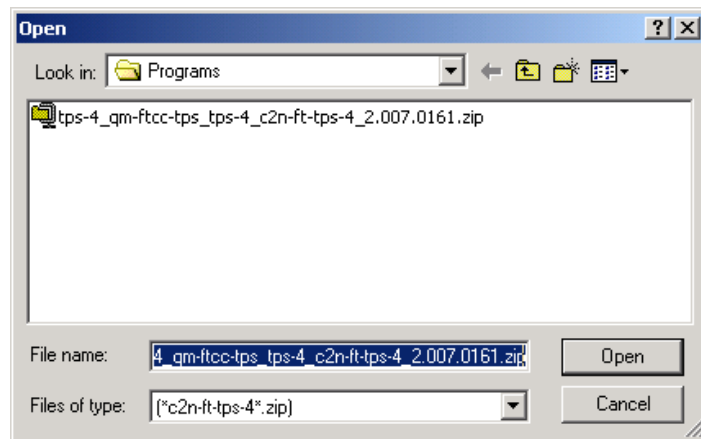 Open
Look in: Programs
tps-4_qm-ftcc-tps_tps-4_c2n-ft-tps-4_2.007.0161.zip
File name: 4_qm-ftcc-tps_tps-4_c2n-ft-tps-4_2.007.0161.zip Open
Files of type: (*c2n-ft-tps-4*.zip) Cancel